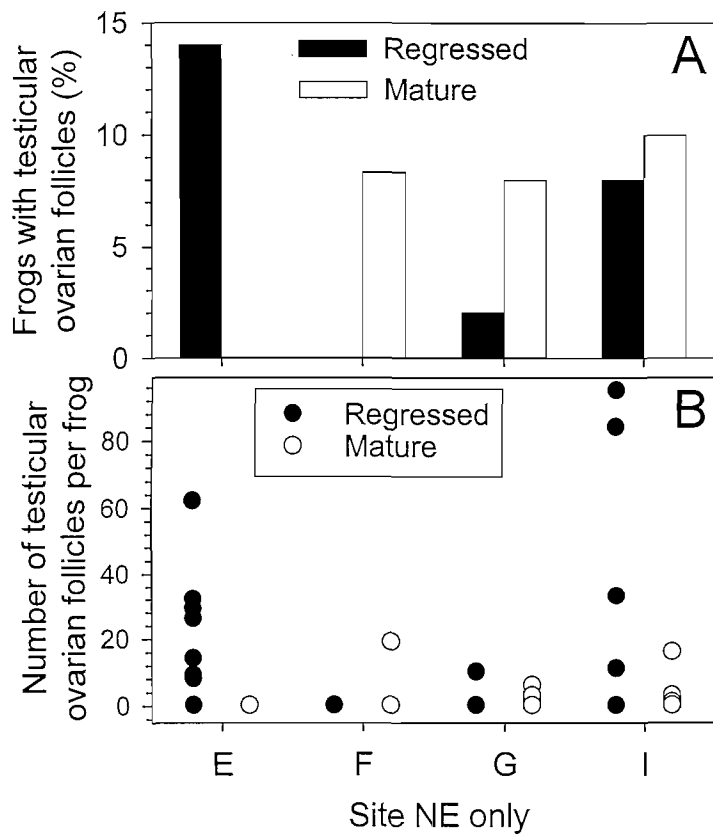 Frogs with testicular
ovarian follicles (%)
15
10
5
0
Regressed
Mature
A
Number of testicular
ovarian follicles per frog
80
60
40
20
0
Regressed
Mature
B
E F G I
Site NE only